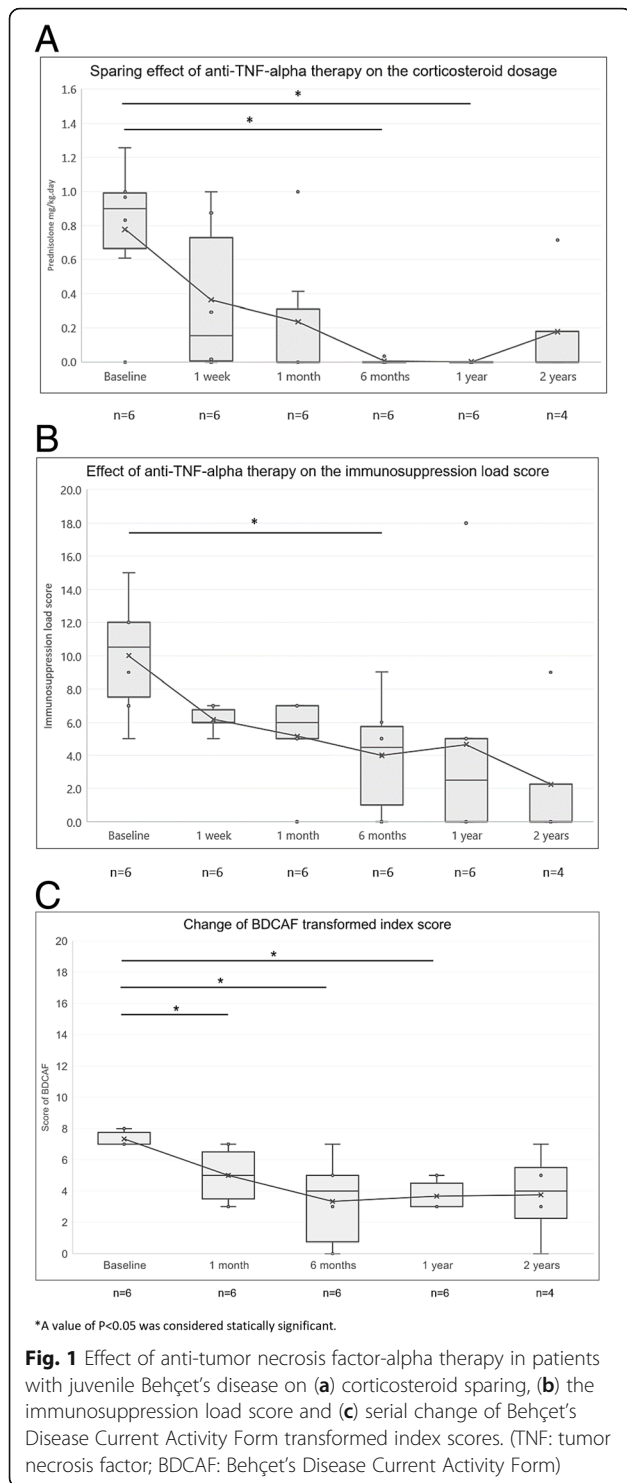 A
Sparing effect of anti-TNF-alpha therapy on the corticosteroid dosage
Prednisolone mg/kg.day
1.6
1.4
1.2
1.0
0.8
0.6
0.4
0.2
0.0
*
*
Baseline 1 week 1 month 6 months 1 year 2 years
n=6 n=6 n=6 n=6 n=6 n=4
B
Effect of anti-TNF-alpha therapy on the immunosuppression load score
Immunosuppression load score
20.0
18.0
16.0
14.0
12.0
10.0
8.0
6.0
4.0
2.0
0.0
*
Baseline 1 week 1 month 6 months 1 year 2 years
n=6 n=6 n=6 n=6 n=6 n=4
C
Change of BDCAF transformed index score
Score of BDCAF
20
18
16
14
12
10
8
6
4
2
0
*
*
*
Baseline 1 month 6 months 1 year 2 years
n=6 n=6 n=6 n=6 n=4
*A value of P<0.05 was considered statically significant.
Fig. 1 Effect of anti-tumor necrosis factor-alpha therapy in patients
with juvenile Behçet's disease on (a) corticosteroid sparing, (b) the
immunosuppression load score and (c) serial change of Behçet's
Disease Current Activity Form transformed index scores. (TNF: tumor
necrosis factor; BDCAF: Behçet's Disease Current Activity Form)